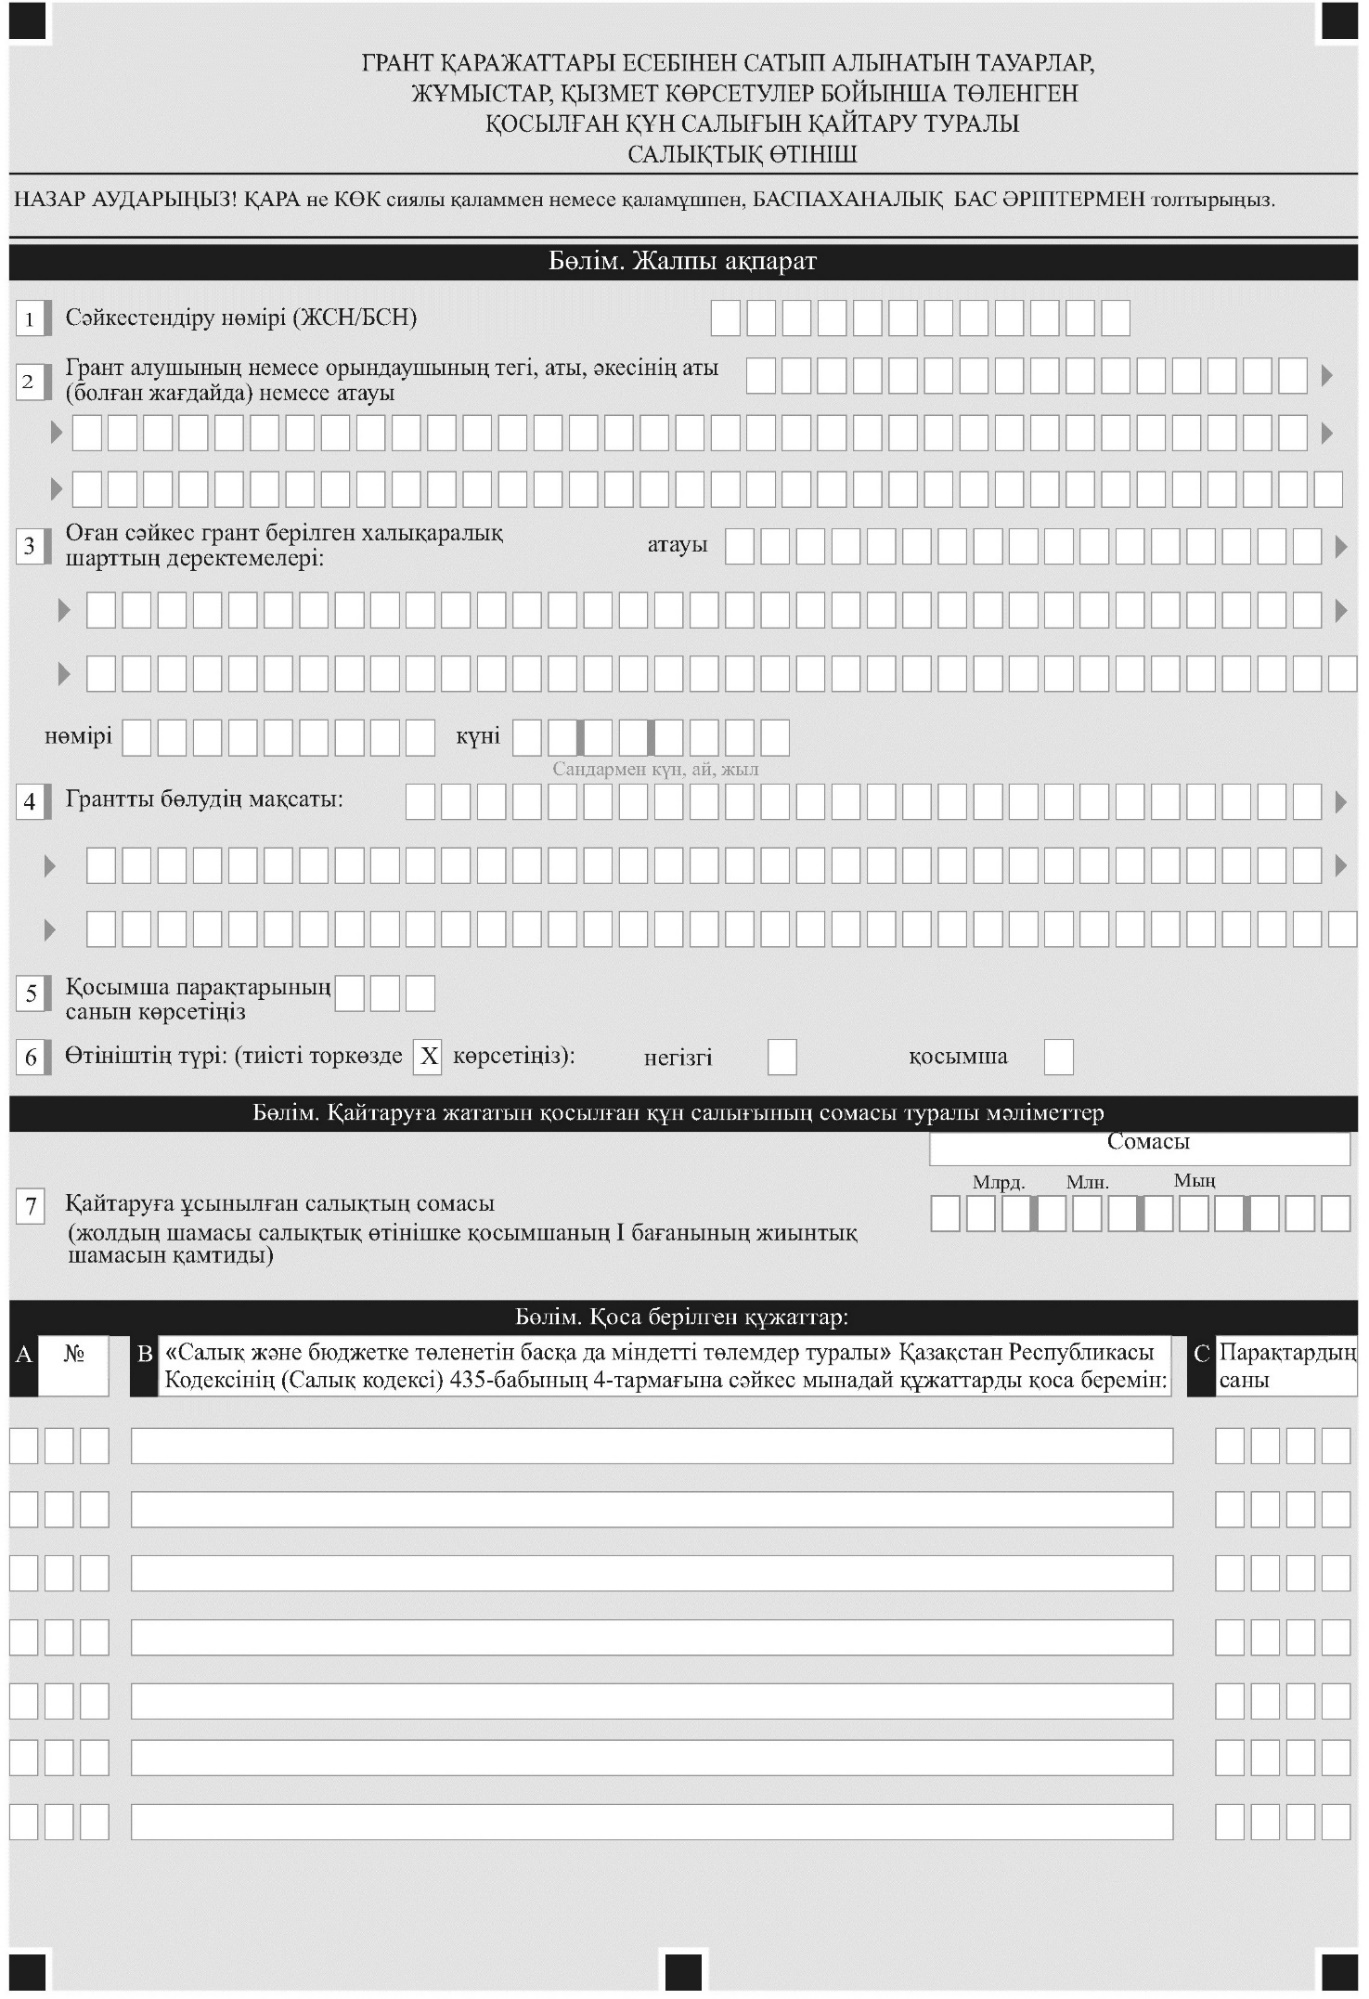 ГРАНТ ҚАРАЖАТТАРЫ ЕСЕБІНЕН САТЫП АЛЫНАТЫН ТАУАРЛАР,
ЖҰМЫСТАР, ҚЫЗМЕТ КӨРСЕТУЛЕР БОЙЫНША ТӨЛЕНГЕН
ҚОСЫЛҒАН ҚҰН САЛЫҒЫН ҚАЙТАРУ ТУРАЛЫ
САЛЫҚТЫҚ ӨТІНІШ
НАЗАР АУДАРЫҢЫЗ! ҚАРА не КӨК сиялы қаламмен немесе қаламұшпен, БАСПАХАНАЛЫҚ БАС ӘРІПТЕРМЕН толтырыңыз.
Бөлім. Жалпы ақпарат
1 Сәйкестендіру нөмірі (ЖСН/БСН)
2 Грант алушының немесе орындаушының тегі, аты, әкесінің аты
(болған жағдайда) немесе атауы
3 Оған сәйкес грант берілген халықаралық
шарттың деректемелері: атауы
нөмірі күні
Сандармен күн, ай, жыл
4 Грантты бөлудің мақсаты:
5 Қосымша парақтарының
санын көрсетіңіз
6 Өтініштің түрі: (тиісті торкөзде X көрсетіңіз): негізгі қосымша
Бөлім. Қайтаруға жататын қосылған құн салығының сомасы туралы мәліметтер
Сомасы
Млрд. Млн. Мың
7 Қайтаруға ұсынылған салықтың сомасы
(жолдың шамасы салықтық өтінішке қосымшаның I бағанының жиынтық
шамасын қамтиды)
Бөлім. Қоса берілген құжаттар:
A № B «Салық және бюджетке төленетін басқа да міндетті төлемдер туралы» Қазақстан Республикасы C Парақтардың
Кодексінің (Салық кодексі) 435-бабының 4-тармағына сәйкес мынадай құжаттарды қоса беремін: саны